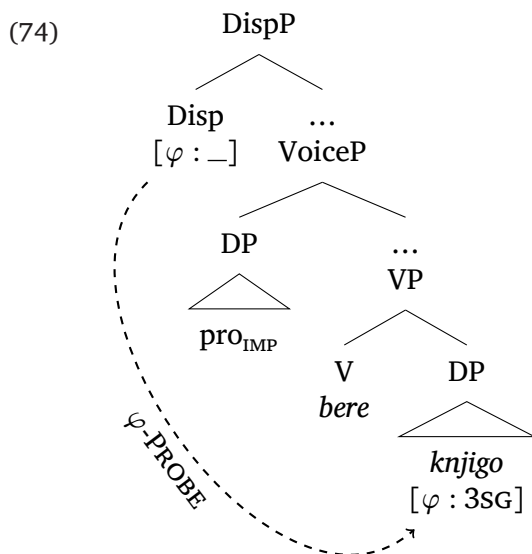 (74)
DispP
Disp
[φ : _]
…
VoiceP
DP
pro_IMP
…
VP
V
bere
DP
knjigo
[φ : 3SG]
φ-PROBE